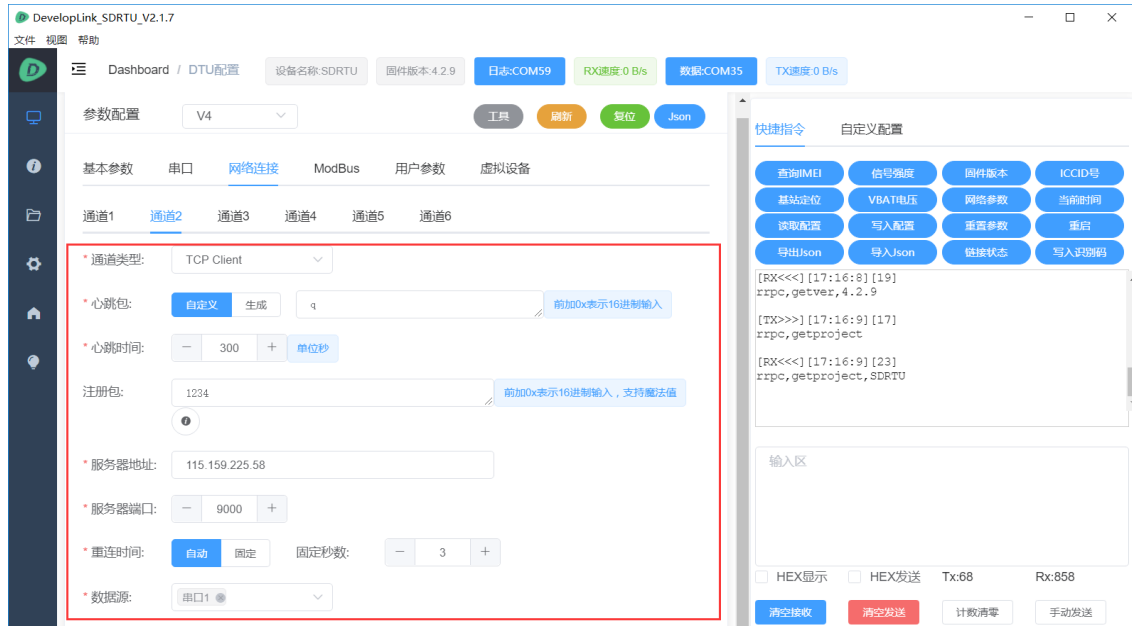 DevelopLink_SDRTU_V2.1.7
文件 视图 帮助
Dashboard / DTU配置 设备名称:SDRTU 固件版本:4.2.9 日志:COM59 RX速度:0 B/s 数据:COM35 TX速度:0 B/s
参数配置 V4 工具 刷新 复位 Json
基本参数 串口 网络连接 ModBus 用户参数 虚拟设备
通道1 通道2 通道3 通道4 通道5 通道6
* 通道类型: TCP Client
* 心跳包: 自定义 生成 q 前加0x表示16进制输入
* 心跳时间: − 300 + 单位秒
注册包: 1234 前加0x表示16进制输入，支持魔法值
* 服务器地址: 115.159.225.58
* 服务器端口: − 9000 +
* 重连时间: 自动 固定 固定秒数: − 3 +
* 数据源: 串口1
快捷指令 自定义配置
查询IMEI 信号强度 固件版本 ICCID号
基站定位 VBAT电压 网络参数 当前时间
读取配置 写入配置 重置参数 重启
导出Json 导入Json 链接状态 写入识别码
[RX<<<][17:16:8][19]
rrpc,getver,4.2.9
[TX>>>][17:16:9][17]
rrpc,getproject
[RX<<<][17:16:9][23]
rrpc,getproject,SDRTU
输入区
HEX显示 HEX发送 Tx:68 Rx:858
清空接收 清空发送 计数清零 手动发送